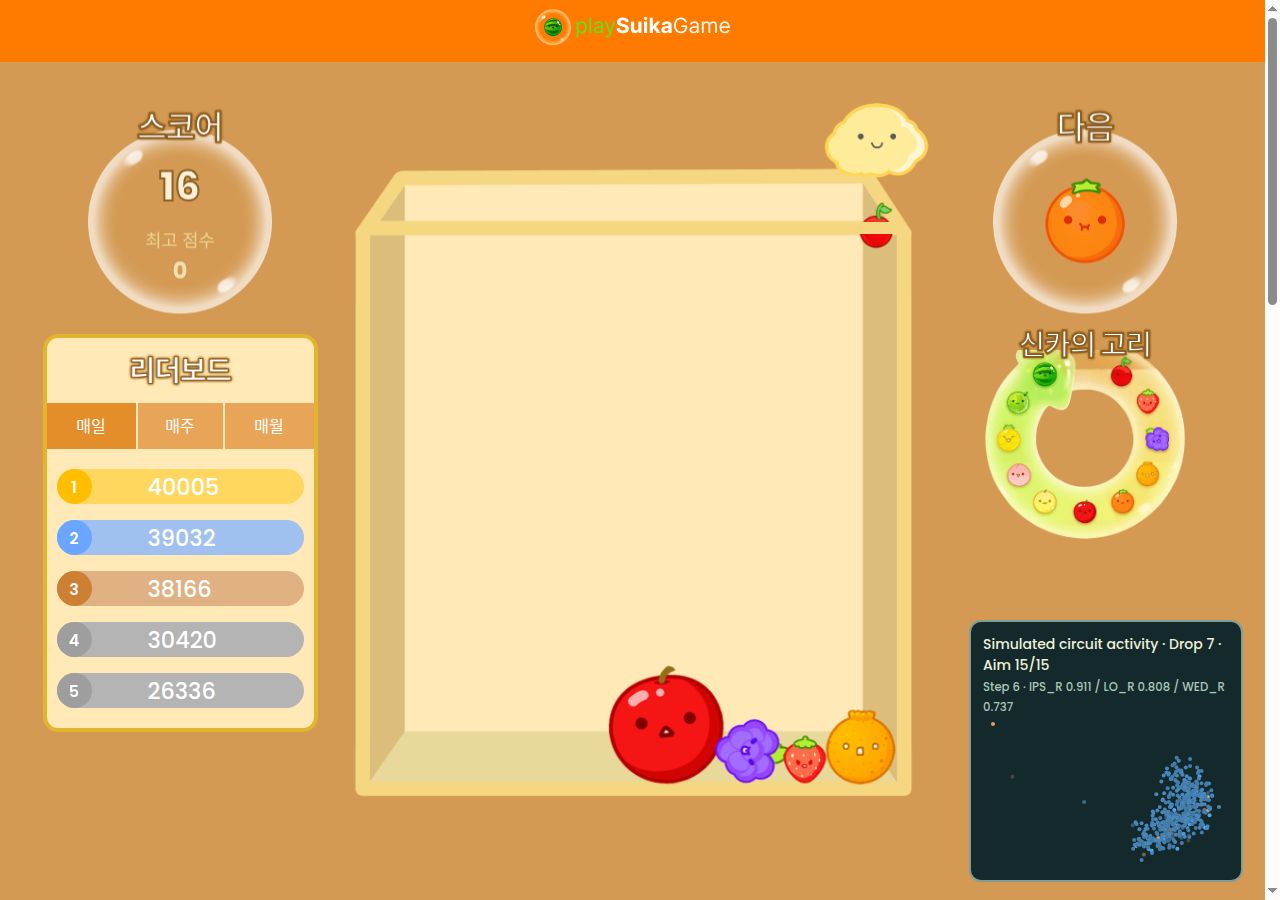 playSuikaGame
스코어
16
최고 점수
0
리더보드
매일 매주 매월
1 40005
2 39032
3 38166
4 30420
5 26336
다음
신카의 고리
Simulated circuit activity · Drop 7 ·
Aim 15/15
Step 6 · IPS_R 0.911 / LO_R 0.808 / WED_R
0.737